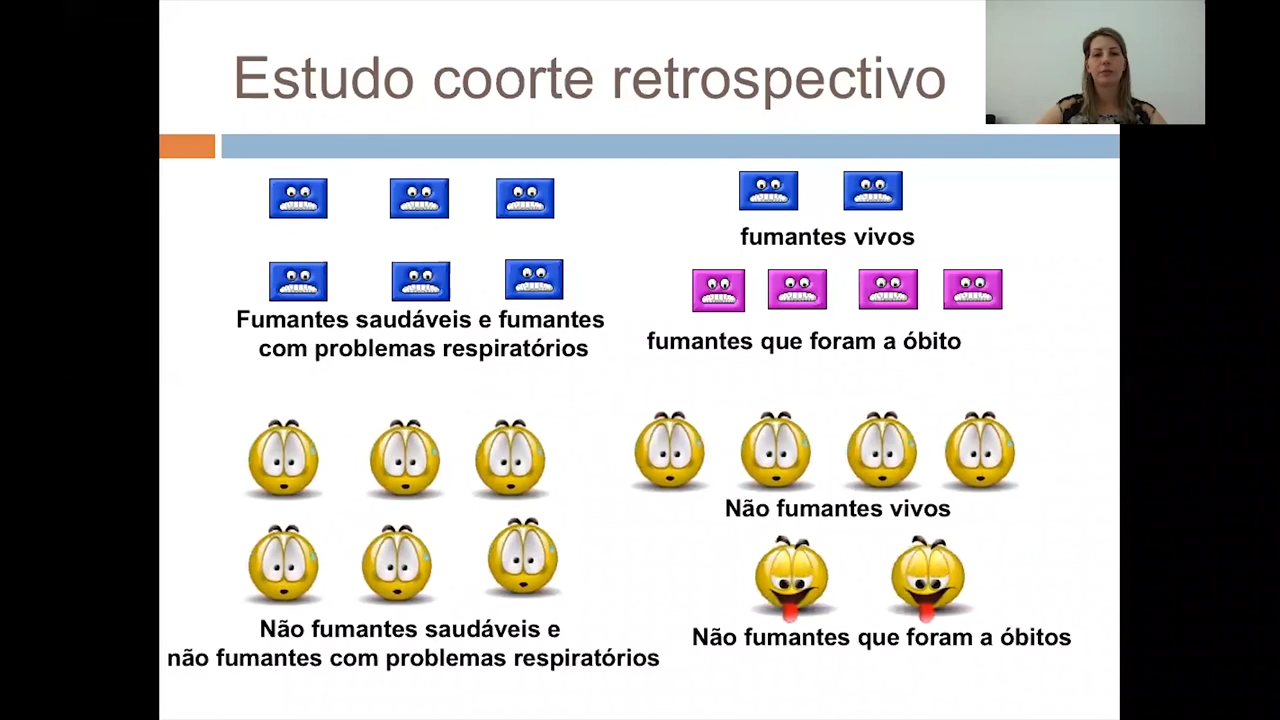 Estudo coorte retrospectivo
fumantes vivos
Fumantes saudáveis e fumantes
com problemas respiratórios
fumantes que foram a óbito
Não fumantes vivos
Não fumantes saudáveis e
não fumantes com problemas respiratórios
Não fumantes que foram a óbitos